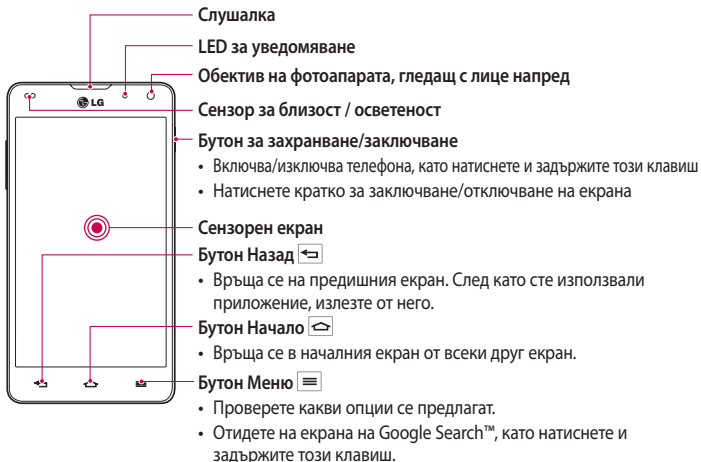 Слушалка
LED за уведомяване
Обектив на фотоапарата, гледащ с лице напред
LG
Сензор за близост / осветеност
Бутон за захранване/заключване
• Включва/изключва телефона, като натиснете и задържите този клавиш
• Натиснете кратко за заключване/отключване на екрана
Сензорен екран
Бутон Назад
• Връща се на предишния екран. След като сте използвали
приложение, излезте от него.
Бутон Начало
• Връща се в началния екран от всеки друг екран.
Бутон Меню
• Проверете какви опции се предлагат.
• Отидете на екрана на Google Search™, като натиснете и
задържите този клавиш.